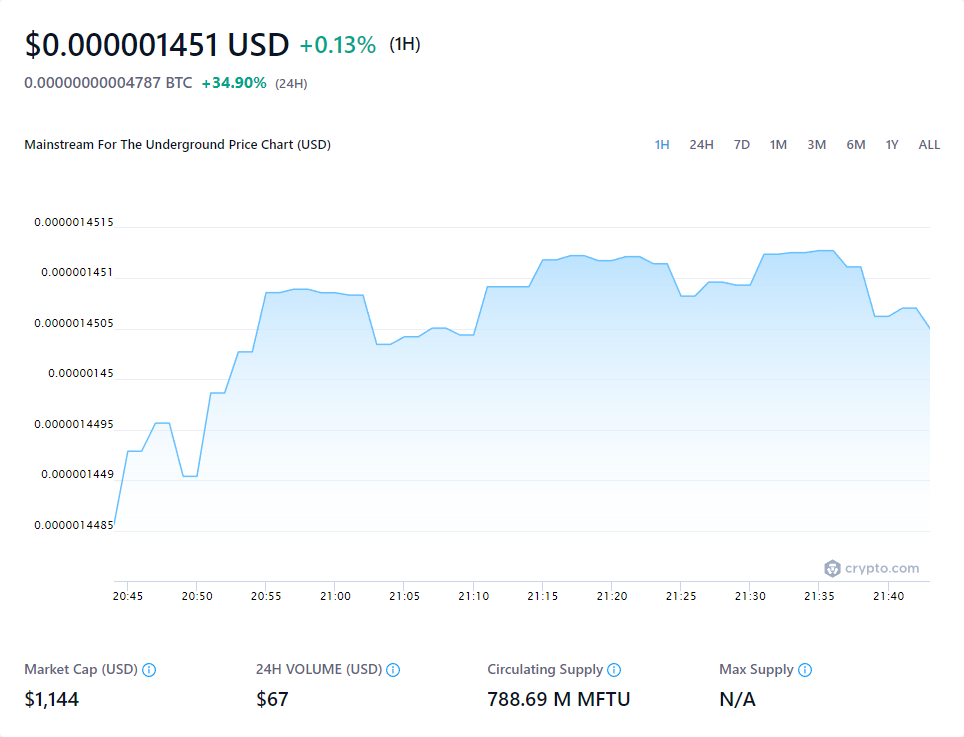 $0.000001451 USD +0.13% (1H)
0.00000000004787 BTC +34.90% (24H)
Mainstream For The Underground Price Chart (USD) 1H 24H 7D 1M 3M 6M 1Y ALL
0.0000014515
0.000001451
0.0000014505
0.00000145
0.0000014495
0.000001449
0.0000014485
crypto.com
20:45 20:50 20:55 21:00 21:05 21:10 21:15 21:20 21:25 21:30 21:35 21:40
Market Cap (USD) 24H VOLUME (USD) Circulating Supply Max Supply
$1,144 $67 788.69 M MFTU N/A